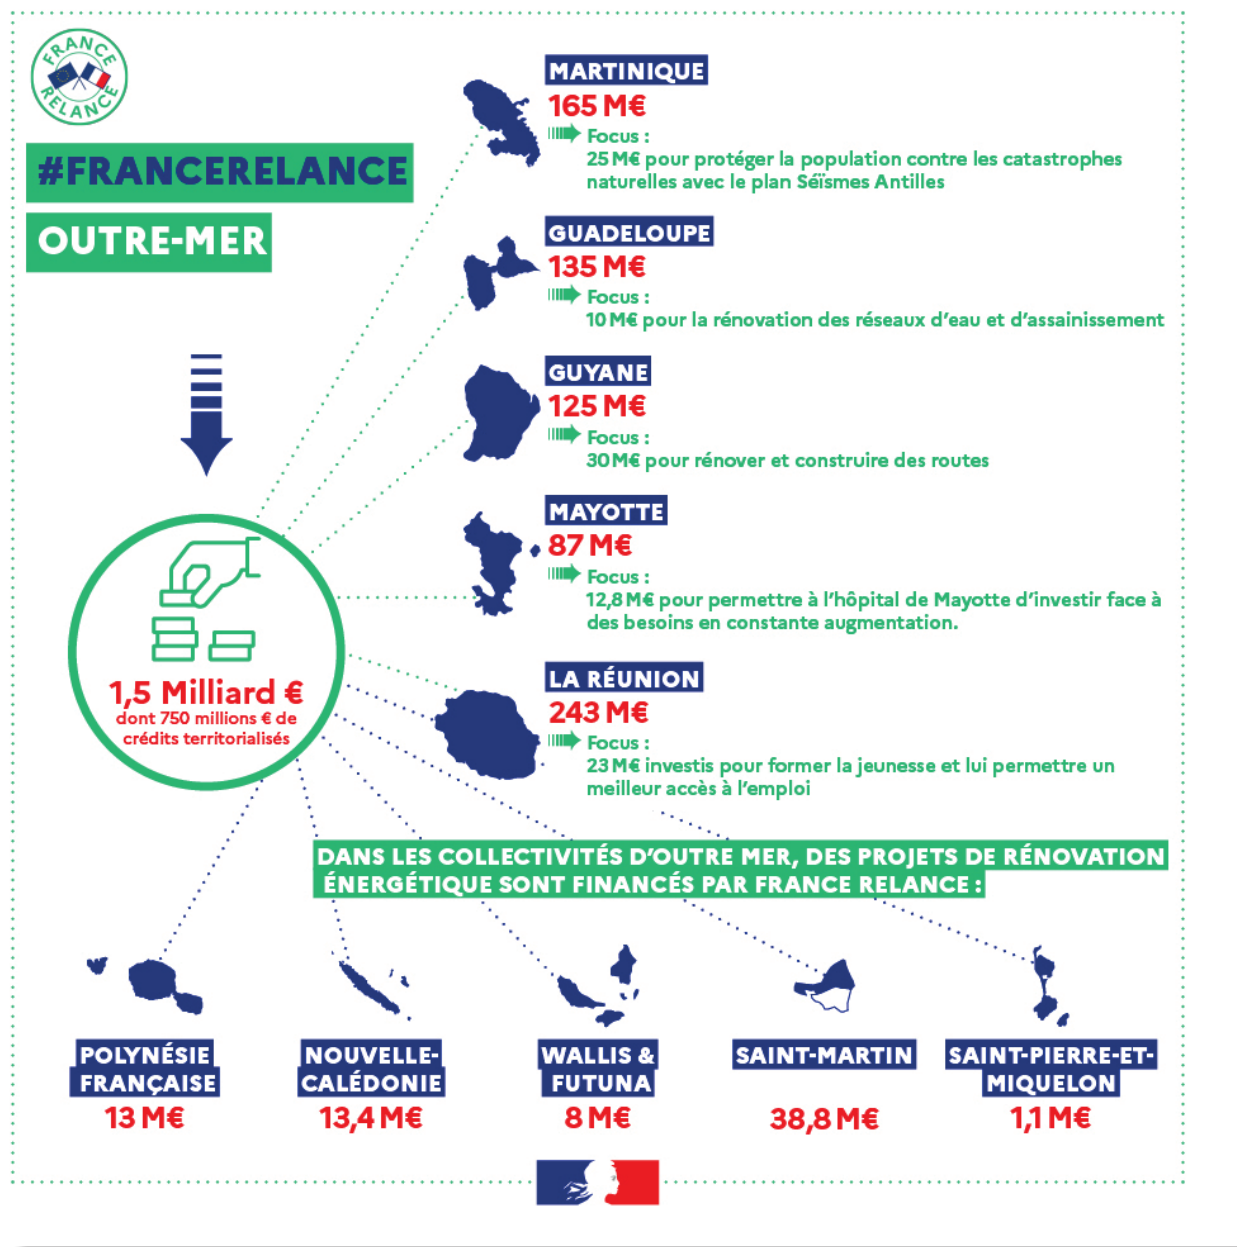 FRANCE
RELANCE
#FRANCERELANCE
OUTRE-MER
MARTINIQUE
165 M€
Focus :
25 M€ pour protéger la population contre les catastrophes
naturelles avec le plan Séïsmes Antilles
GUADELOUPE
135 M€
Focus :
10 M€ pour la rénovation des réseaux d'eau et d'assainissement
GUYANE
125 M€
Focus :
30 M€ pour rénover et construire des routes
MAYOTTE
87 M€
Focus :
12,8 M€ pour permettre à l'hôpital de Mayotte d'investir face à
des besoins en constante augmentation.
LA RÉUNION
243 M€
Focus :
23 M€ investis pour former la jeunesse et lui permettre un
meilleur accès à l'emploi
1,5 Milliard €
dont 750 millions € de
crédits territorialisés
DANS LES COLLECTIVITÉS D'OUTRE MER, DES PROJETS DE RÉNOVATION
ÉNERGÉTIQUE SONT FINANCÉS PAR FRANCE RELANCE :
POLYNÉSIE
FRANÇAISE
13 M€
NOUVELLE-
CALÉDONIE
13,4 M€
WALLIS &
FUTUNA
8 M€
SAINT-MARTIN
38,8 M€
SAINT-PIERRE-ET-
MIQUELON
1,1 M€